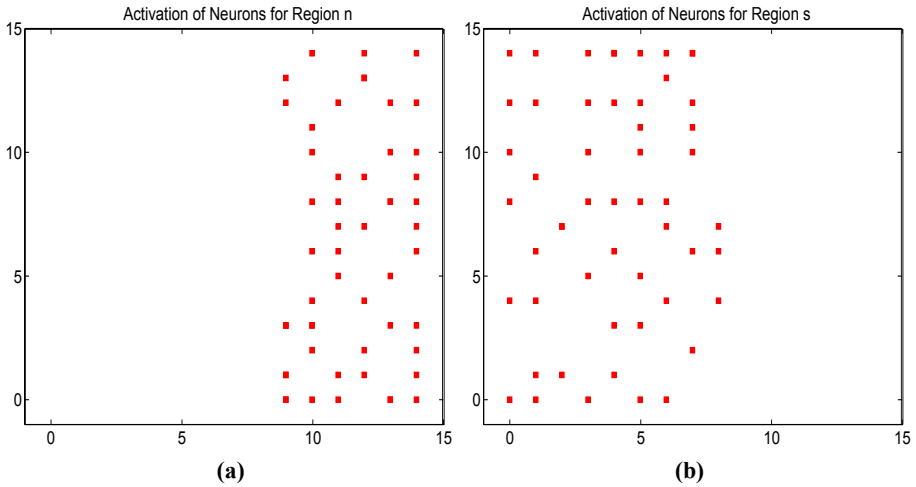 Activation of Neurons for Region n
15
10
5
0
0 5 10 15
(a)
Activation of Neurons for Region s
15
10
5
0
0 5 10 15
(b)